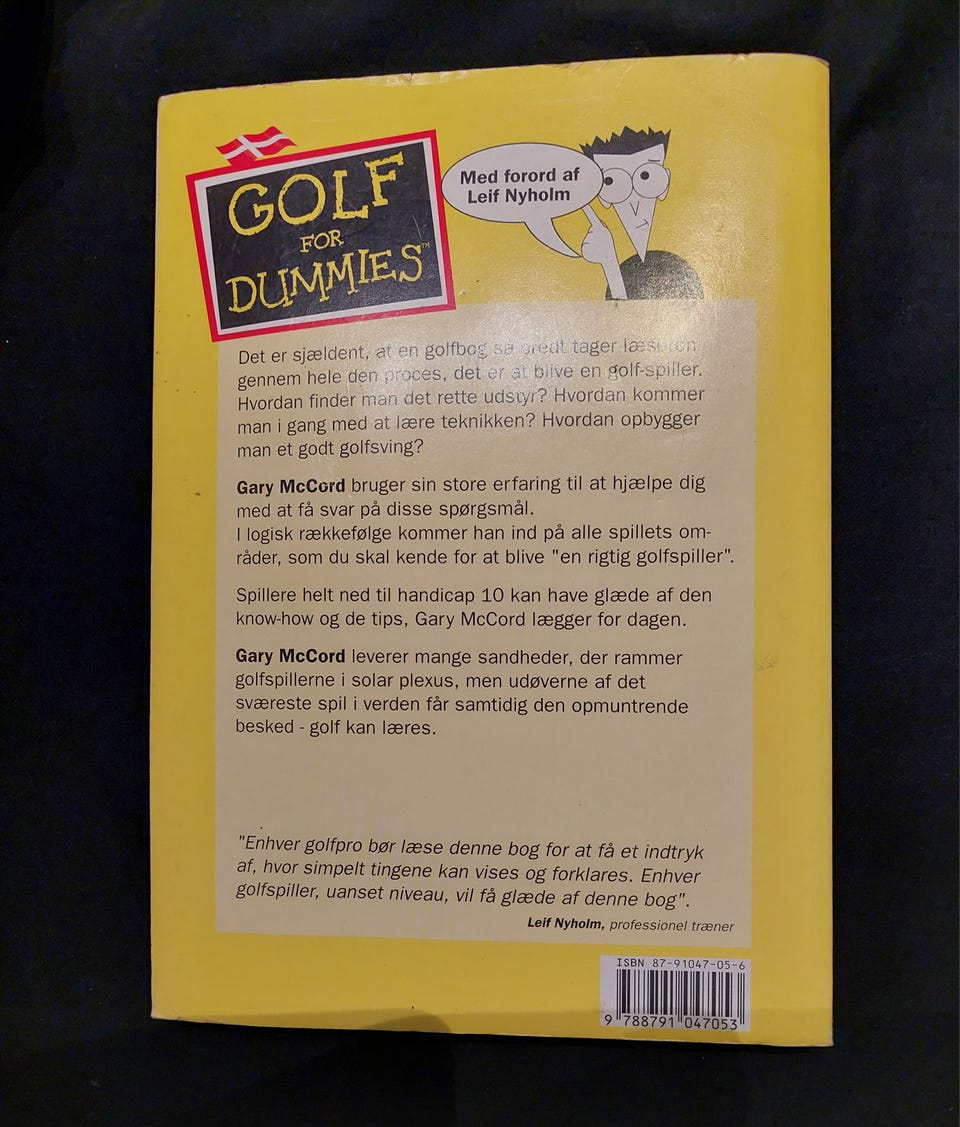 GOLF
FOR
DUMMIES™
Med forord af
Leif Nyholm
Det er sjældent, at en golfbog så bredt tager læseren
gennem hele den proces, det er at blive en golf-spiller.
Hvordan finder man det rette udstyr? Hvordan kommer
man i gang med at lære teknikken? Hvordan opbygger
man et godt golfsving?
Gary McCord bruger sin store erfaring til at hjælpe dig
med at få svar på disse spørgsmål.
I logisk rækkefølge kommer han ind på alle spillets om-
råder, som du skal kende for at blive "en rigtig golfspiller".
Spillere helt ned til handicap 10 kan have glæde af den
know-how og de tips, Gary McCord lægger for dagen.
Gary McCord leverer mange sandheder, der rammer
golfspillerne i solar plexus, men udøverne af det
sværeste spil i verden får samtidig den opmuntrende
besked - golf kan læres.
"Enhver golfpro bør læse denne bog for at få et indtryk
af, hvor simpelt tingene kan vises og forklares. Enhver
golfspiller, uanset niveau, vil få glæde af denne bog".
Leif Nyholm, professionel træner
ISBN 87-91047-05-6
9 788791 047053